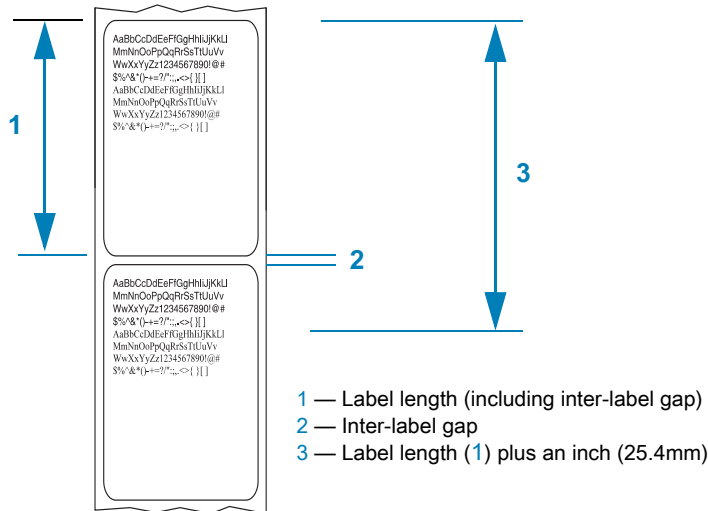 AaBbCcDdEeFfGgHhIiJjKkLl
MmNnOoPpQqRrSsTtUuVv
WwXxYyZz1234567890!@#
$%^&*()-+=?/":;,.<>{ }[ ]
AaBbCcDdEeFfGgHhIiJjKkLl
MmNnOoPpQqRrSsTtUuVv
WwXxYyZz1234567890!@#
$%^&*()-+=?/":;,.<>{ }[ ]
1
3
2
AaBbCcDdEeFfGgHhIiJjKkLl
MmNnOoPpQqRrSsTtUuVv
WwXxYyZz1234567890!@#
$%^&*()-+=?/":;,.<>{ }[ ]
AaBbCcDdEeFfGgHhIiJjKkLl
MmNnOoPpQqRrSsTtUuVv
WwXxYyZz1234567890!@#
$%^&*()-+=?/":;,.<>{ }[ ]
1 — Label length (including inter-label gap)
2 — Inter-label gap
3 — Label length (1) plus an inch (25.4mm)